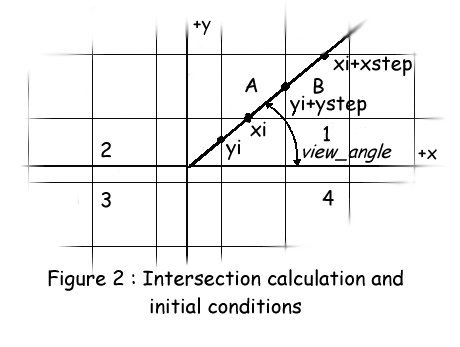 +y
xi+xstep
A
B
yi+ystep
xi
1
2
yi
view_angle
+x
3
4
Figure 2 : Intersection calculation and
initial conditions